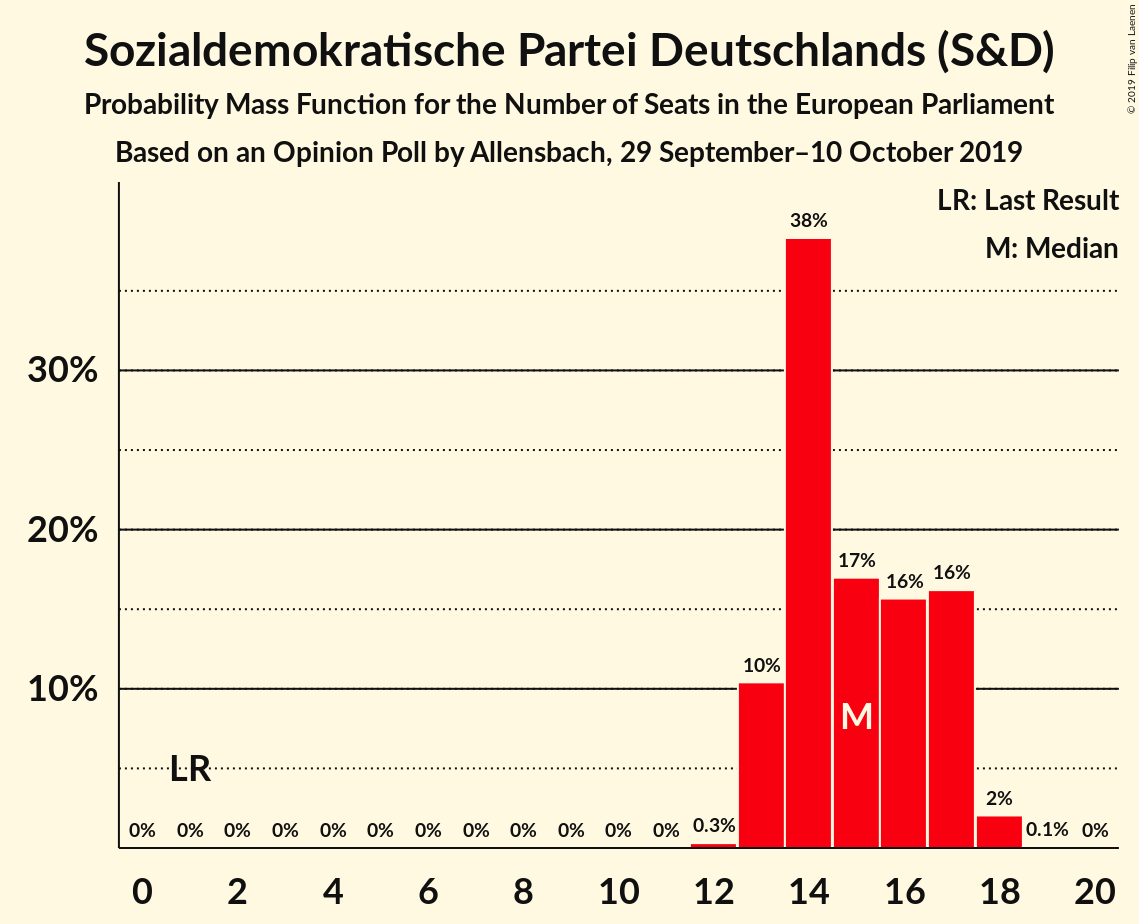 Sozialdemokratische Partei Deutschlands (S&D)
Probability Mass Function for the Number of Seats in the European Parliament
Based on an Opinion Poll by Allensbach, 29 September–10 October 2019
© 2019 Filip van Laenen
LR: Last Result
M: Median
38%
30%
20%
17%
16%
16%
10%
10%
M
LR
2%
0%
0%
0%
0%
0%
0%
0%
0%
0%
0%
0%
0%
0.3%
0.1%
0%
0 2 4 6 8 10 12 14 16 18 20